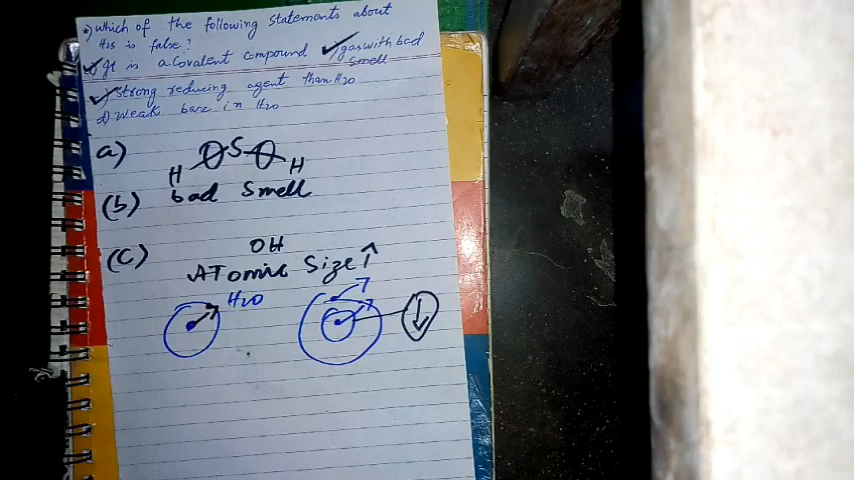 *) Which of the following statements about
H2S is false?
a) It is a Covalent compound b) gas with bad
smell
c) strong reducing agent than H2O
d) Weak base in H2O
a) H S H
(b) bad Smell
(c) OH
ATomic Size ↑
H2O
↓